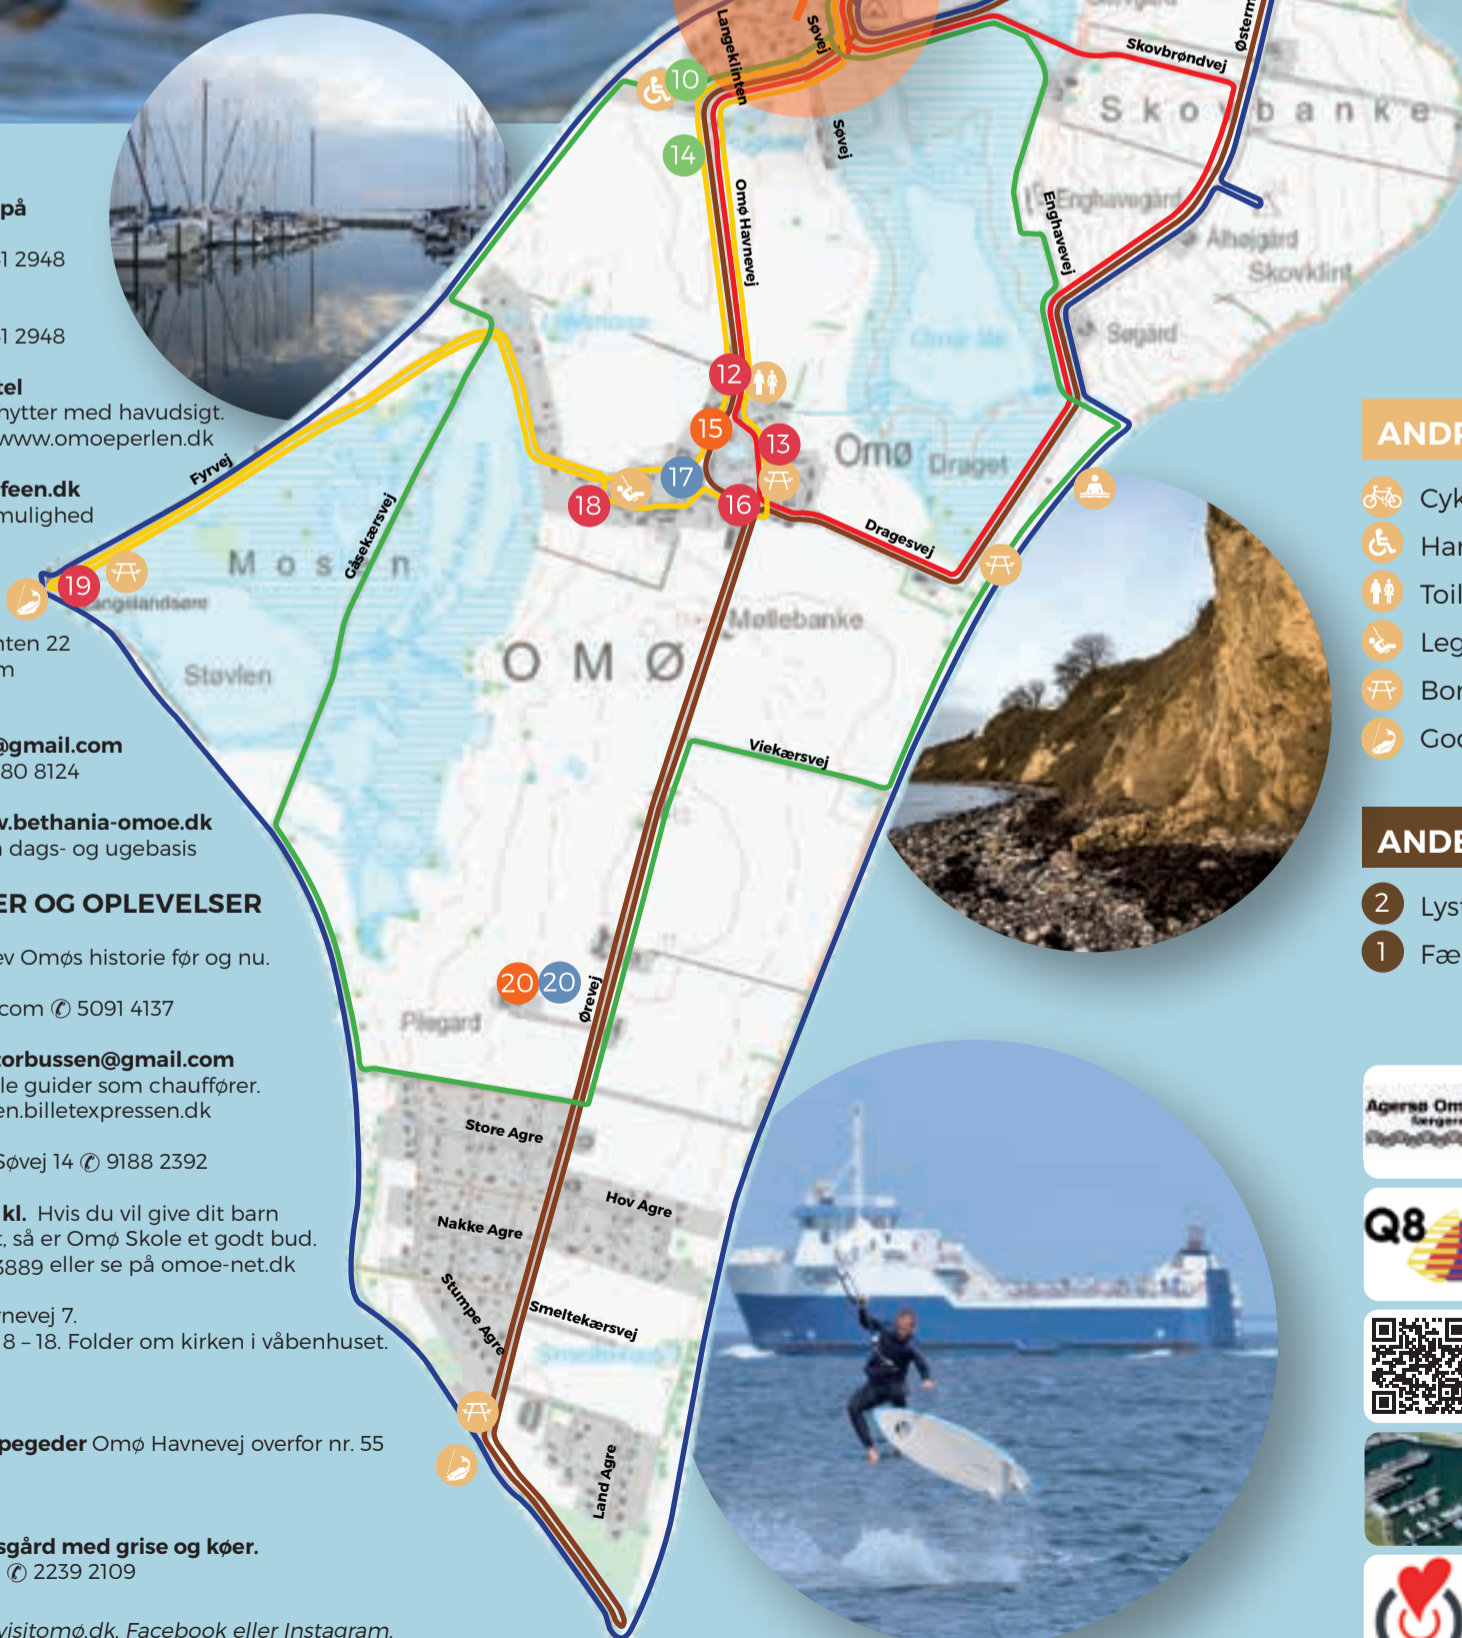 på
1 2948
1 2948
tel
hytter med havudsigt.
www.omoeperlen.dk
feen.dk
mulighed
nten 22
m
@gmail.com
80 8124
w.bethania-omoe.dk
dags- og ugebasis
ER OG OPLEVELSER
ev Omøs historie før og nu.
com ✆ 5091 4137
torbussen@gmail.com
le guider som chauffører.
en.billetexpressen.dk
Søvej 14 ✆ 9188 2392
kl. Hvis du vil give dit barn
t, så er Omø Skole et godt bud.
3889 eller se på omoe-net.dk
nevej 7.
8 – 18. Folder om kirken i våbenhuset.
pegeder Omø Havnevej overfor nr. 55
sgård med grise og køer.
✆ 2239 2109
visitomø.dk, Facebook eller Instagram.
Langeklinten
Søvej
Søvej
Skovbrøndvej
Østerm
Skovbanke
10
14
Omø Havnevej
Enghavevej
Enghavegård
Alhøjgård
Skovklint
Søgård
12
15
13
17
16
18
Omø
Draget
Dragesvej
Fyrvej
Gåsekærsvej
Mosen
19
Støvlen
OMØ
Møllebanke
Viekærsvej
20
20
Ørevej
Store Agre
Hov Agre
Nakke Agre
Stumpe Agre
Smeltekærsvej
Land Agre
ANDR
Cyk
Han
Toil
Leg
Bor
God
ANDE
2 Lyst
1 Fæ
Agersø Om
færger
Q8